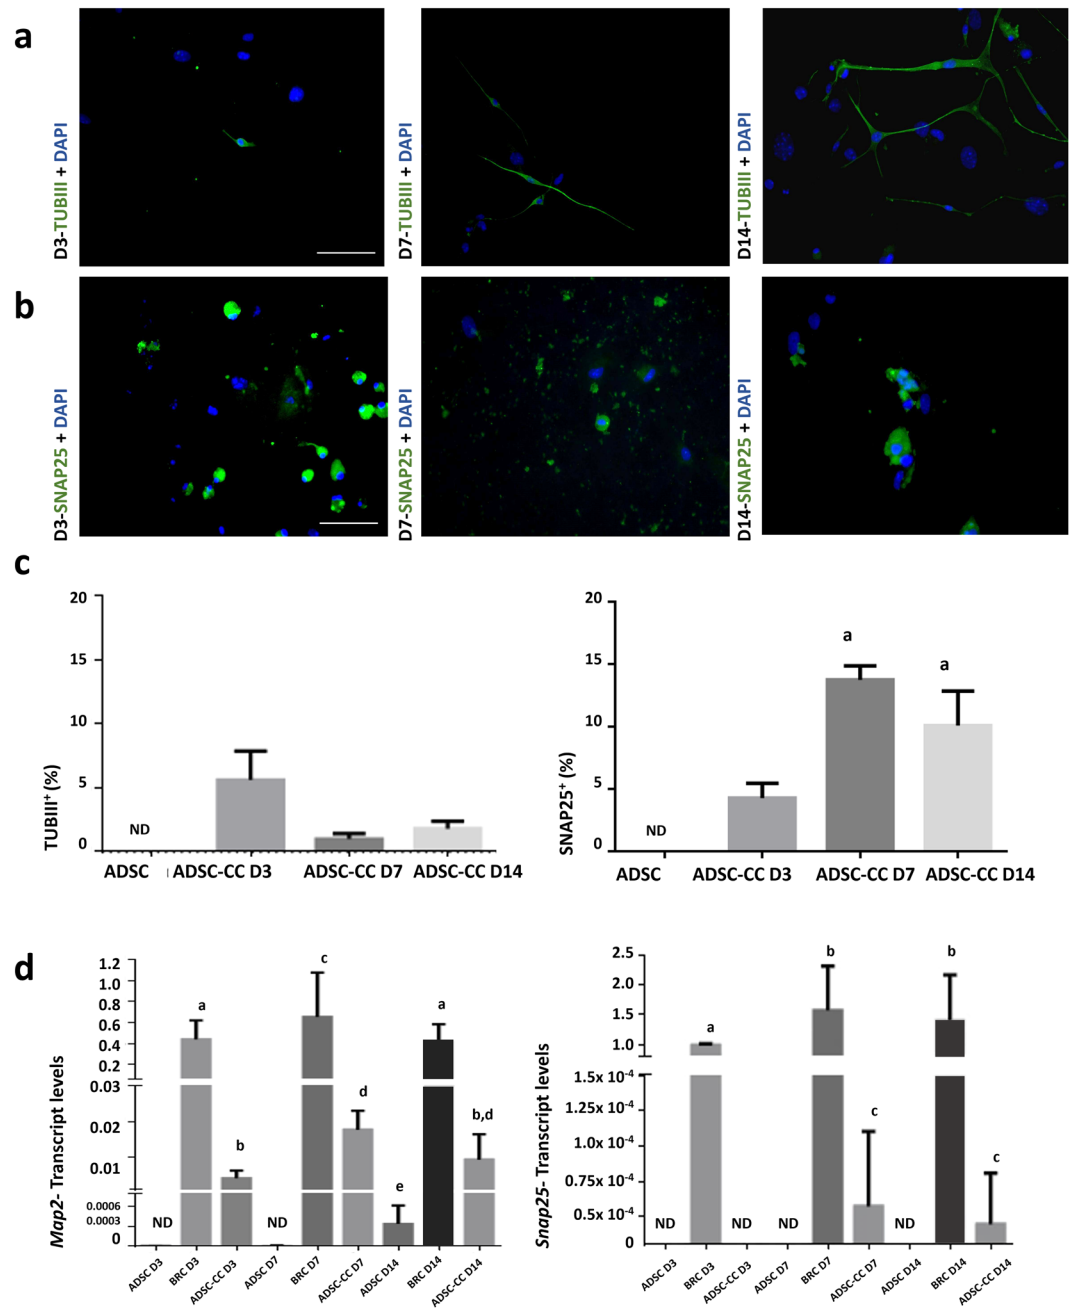 a
D3-TUBIII + DAPI
D7-TUBIII + DAPI
D14-TUBIII + DAPI
b
D3-SNAP25 + DAPI
D7-SNAP25 + DAPI
D14-SNAP25 + DAPI
c
TUBIII⁺ (%)
20
15
10
5
0
ND
ADSC
ADSC-CC D3
ADSC-CC D7
ADSC-CC D14
SNAP25⁺ (%)
20
15
10
5
0
ND
a
a
ADSC
ADSC-CC D3
ADSC-CC D7
ADSC-CC D14
d
Map2- Transcript levels
1.2
1.0
0.8
0.6
0.4
0.2
0.03
0.02
0.01
0.0006
0.0003
0
ND
a
b
ND
c
d
e
a
b,d
ADSC D3
BRC D3
ADSC-CC D3
ADSC D7
BRC D7
ADSC-CC D7
ADSC D14
BRC D14
ADSC-CC D14
Snap25- Transcript levels
2.5
2.0
1.5
1.0
1.5x 10⁻⁴
1.25x 10⁻⁴
1.0x 10⁻⁴
0.75x 10⁻⁴
0.5x 10⁻⁴
0
ND
a
ND
ND
b
c
ND
b
c
ADSC D3
BRC D3
ADSC-CC D3
ADSC D7
BRC D7
ADSC-CC D7
ADSC D14
BRC D14
ADSC-CC D14